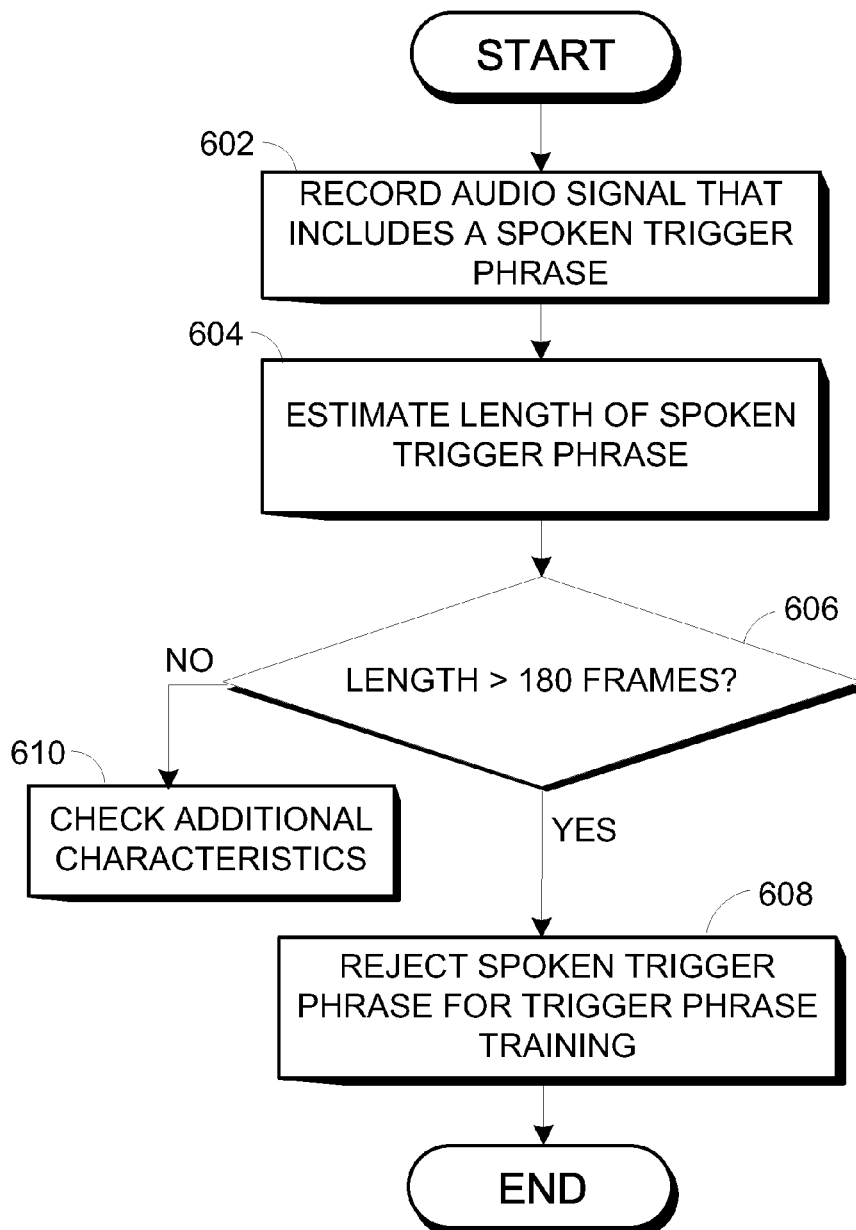 START
602
RECORD AUDIO SIGNAL THAT
INCLUDES A SPOKEN TRIGGER
PHRASE
604
ESTIMATE LENGTH OF SPOKEN
TRIGGER PHRASE
606
LENGTH > 180 FRAMES?
NO
610
CHECK ADDITIONAL
CHARACTERISTICS
YES
608
REJECT SPOKEN TRIGGER
PHRASE FOR TRIGGER PHRASE
TRAINING
END